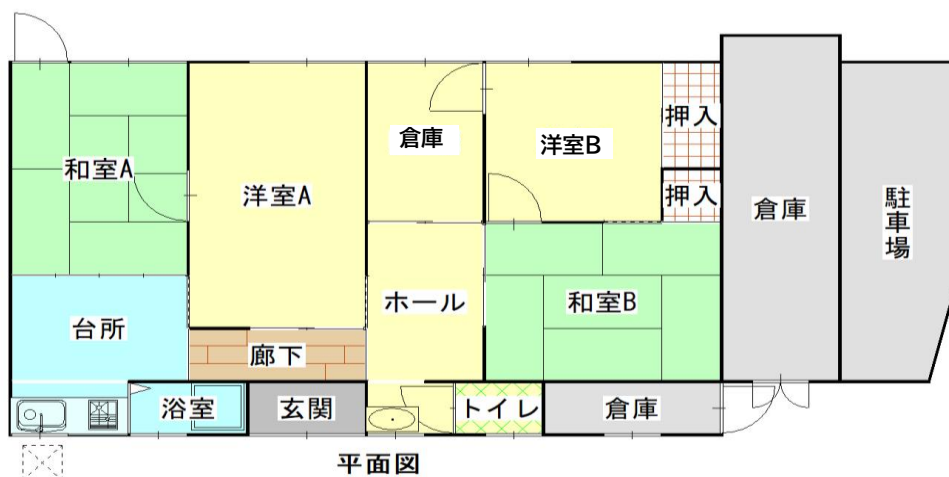 和室A
洋室A
倉庫
洋室B
押入
押入
倉庫
駐車場
台所
ホール
和室B
廊下
浴室
玄関
トイレ
倉庫
平面図